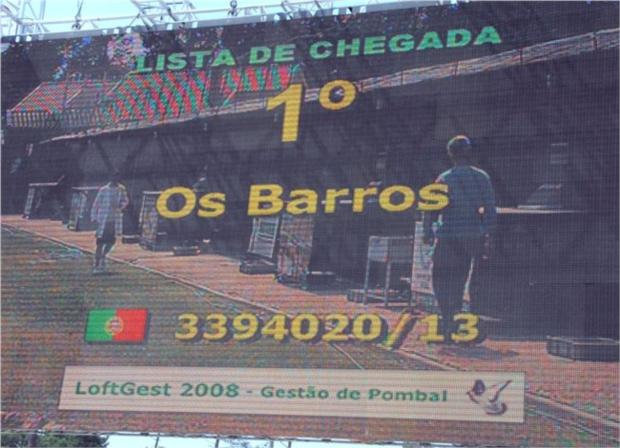 LISTA DE CHEGADA
1º
Os Barros
3394020/13
LoftGest 2008 - Gestão de Pombal